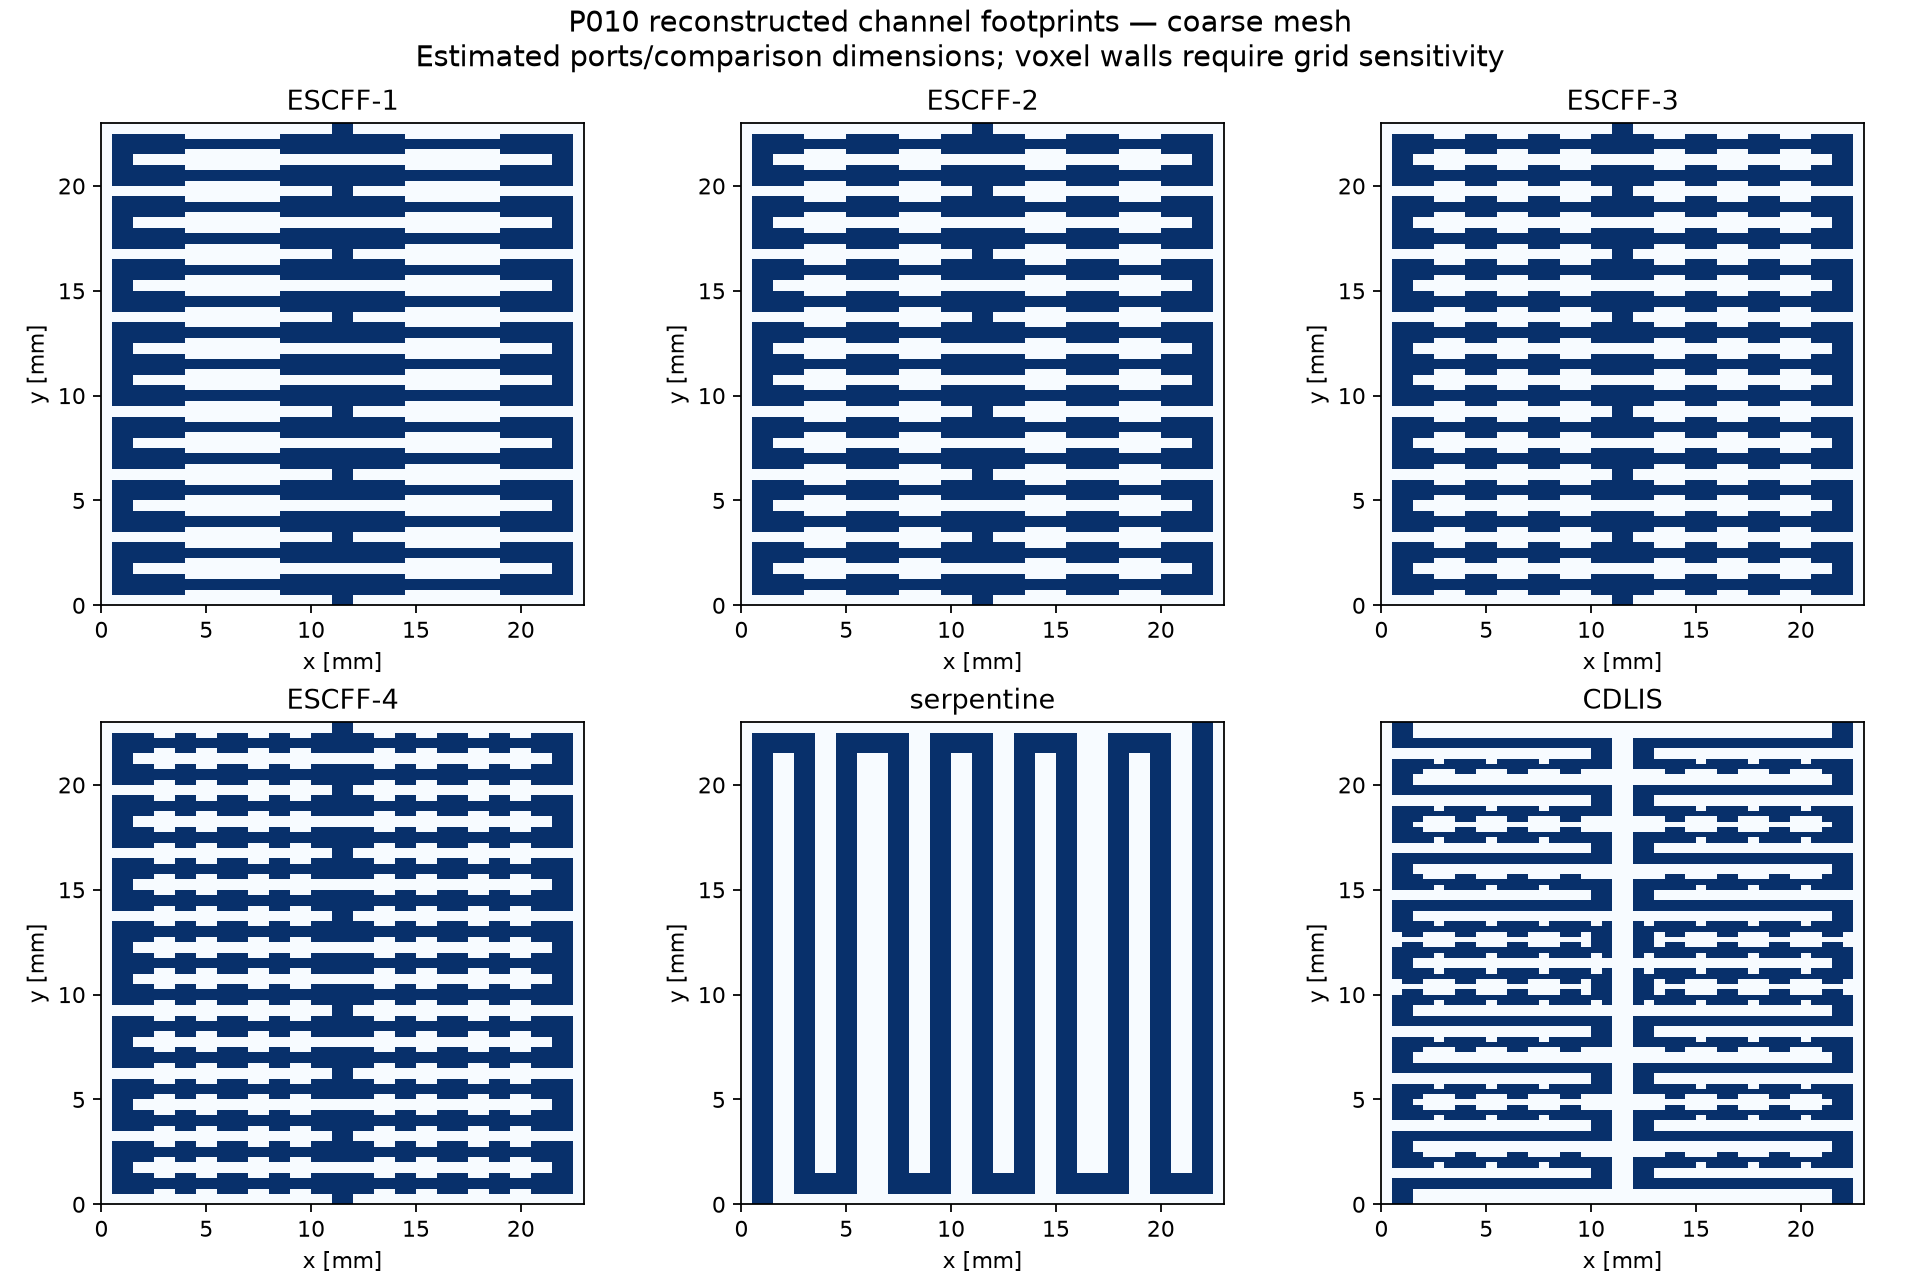 P010 reconstructed channel footprints — coarse mesh
Estimated ports/comparison dimensions; voxel walls require grid sensitivity
ESCFF-1 ESCFF-2 ESCFF-3
20 20 20
15 15 15
y [mm] y [mm] y [mm]
10 10 10
5 5 5
0 0 0
0 5 10 15 20 0 5 10 15 20 0 5 10 15 20
x [mm] x [mm] x [mm]
ESCFF-4 serpentine CDLIS
20 20 20
15 15 15
y [mm] y [mm] y [mm]
10 10 10
5 5 5
0 0 0
0 5 10 15 20 0 5 10 15 20 0 5 10 15 20
x [mm] x [mm] x [mm]